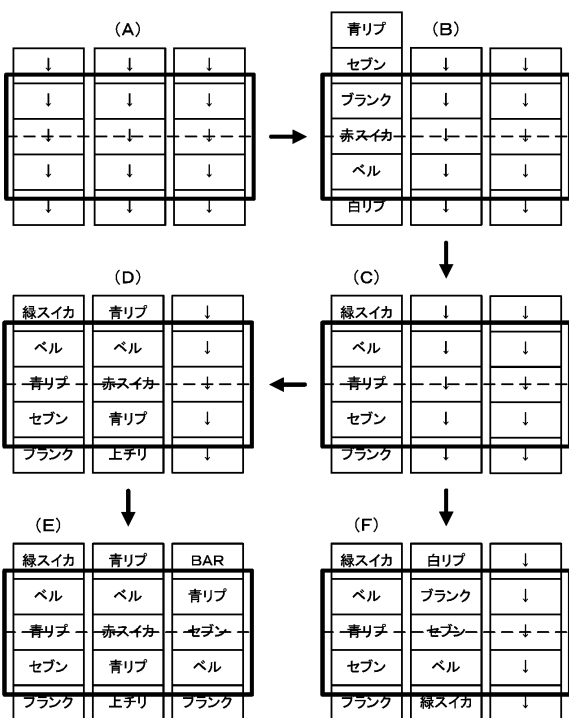 (A)
↓ ↓ ↓
↓ ↓ ↓
↓ ↓ ↓
↓ ↓ ↓
↓ ↓ ↓
(B)
青リプ
セブン ↓ ↓
ブランク ↓ ↓
赤スイカ ↓ ↓
ベル ↓ ↓
白リプ ↓ ↓
(D)
緑スイカ 青リプ ↓
ベル ベル ↓
青リプ 赤スイカ ↓
セブン 青リプ ↓
ブランク 上チリ ↓
(C)
緑スイカ ↓ ↓
ベル ↓ ↓
青リプ ↓ ↓
セブン ↓ ↓
ブランク ↓ ↓
(E)
緑スイカ 青リプ BAR
ベル ベル 青リプ
青リプ 赤スイカ セブン
セブン 青リプ ベル
ブランク 上チリ ブランク
(F)
緑スイカ 白リプ ↓
ベル ブランク ↓
青リプ セブン ↓
セブン ベル ↓
ブランク 緑スイカ ↓